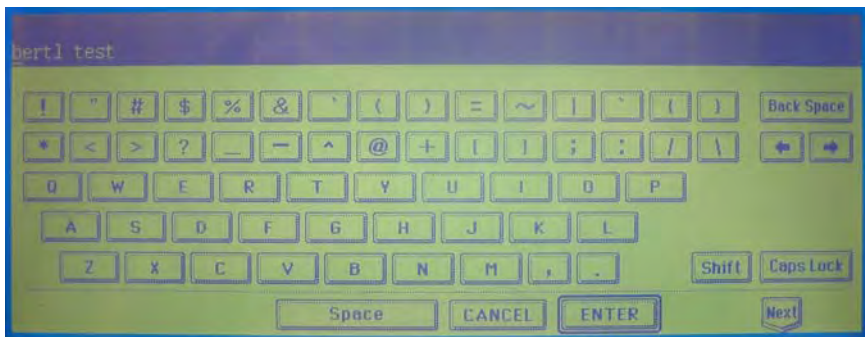 bertl test
! " # $ % & ' ( ) = ~ | ` { } Back Space
* < > ? _ - ^ @ + [ ] ; : / \ ← →
Q W E R T Y U I O P
A S D F G H J K L
Z X C V B N M , . Shift Caps Lock
Space CANCEL ENTER Next